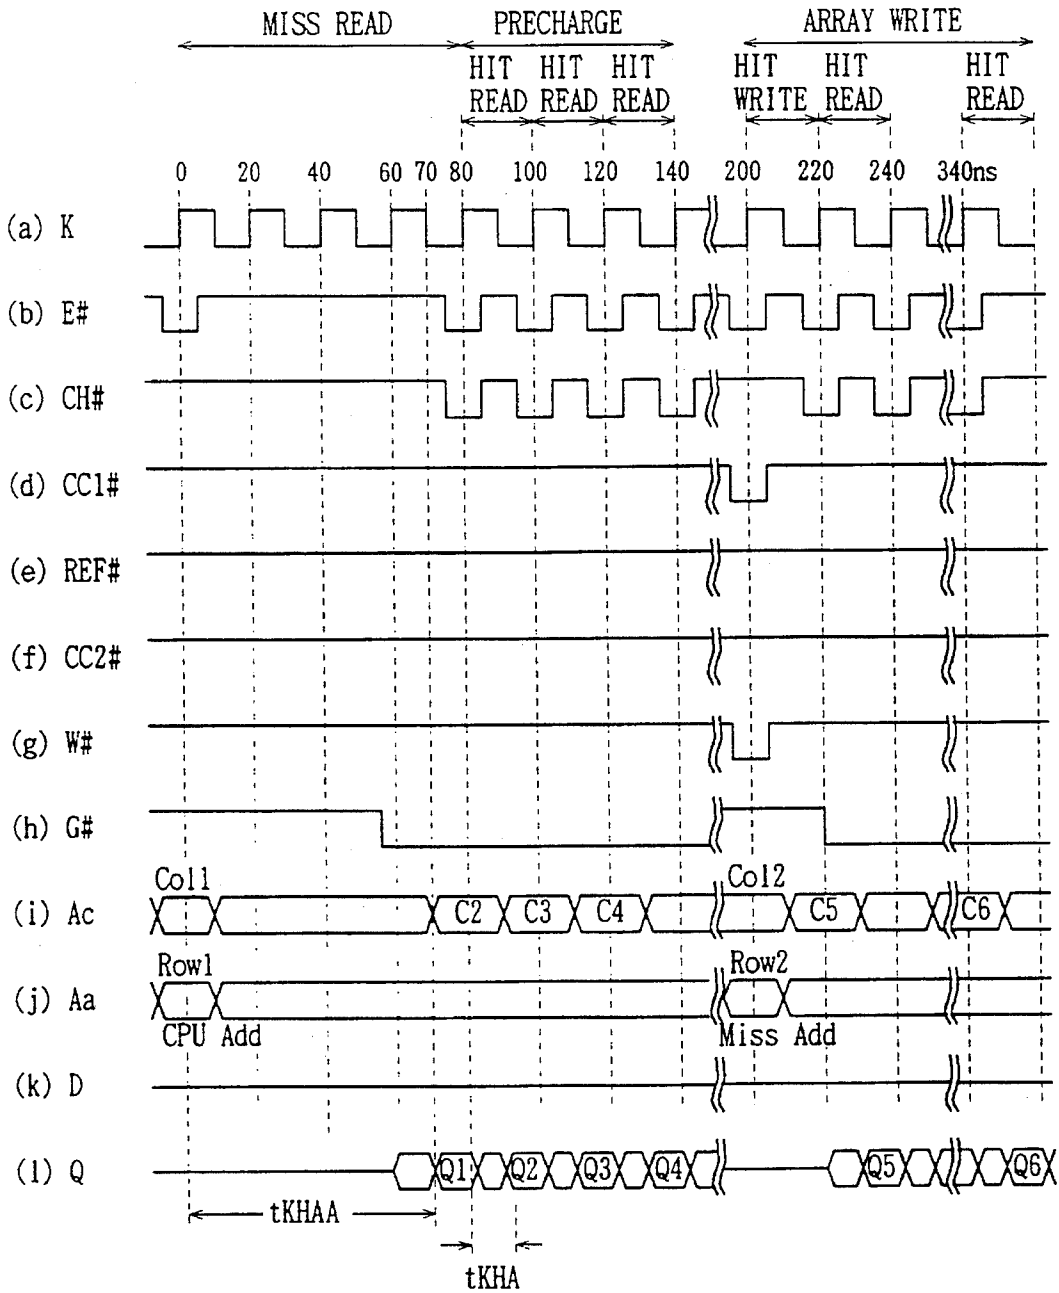 MISS READ PRECHARGE ARRAY WRITE
HIT READ HIT READ HIT READ HIT WRITE HIT READ HIT READ
0 20 40 60 70 80 100 120 140 200 220 240 340ns
(a) K
(b) E#
(c) CH#
(d) CC1#
(e) REF#
(f) CC2#
(g) W#
(h) G#
Col1 Col2
(i) Ac C2 C3 C4 C5 C6
Row1 Row2
(j) Aa
CPU Add Miss Add
(k) D
(l) Q Q1 Q2 Q3 Q4 Q5 Q6
tKHAA
tKHA